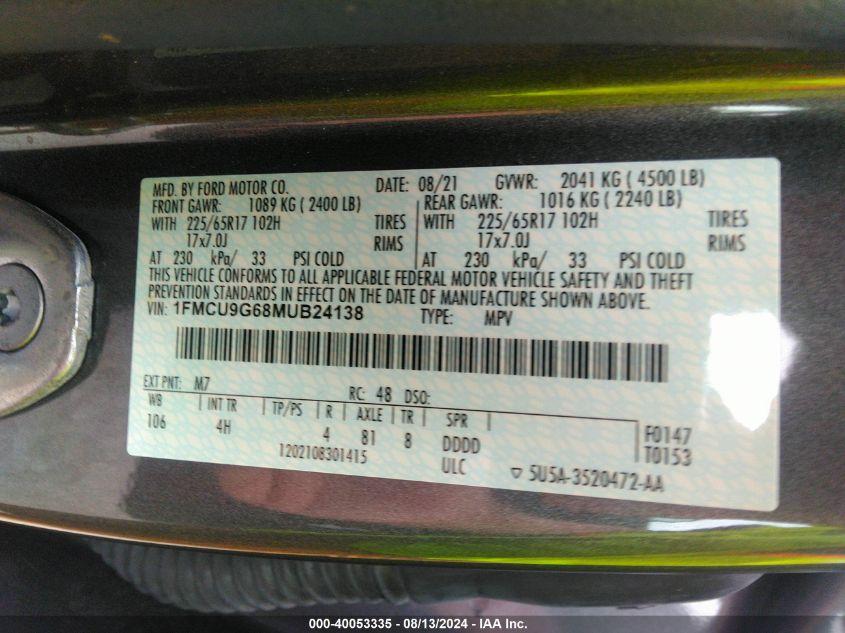 MFD. BY FORD MOTOR CO. DATE: 08/21 GVWR: 2041 KG ( 4500 LB)
FRONT GAWR: 1089 KG ( 2400 LB) REAR GAWR: 1016 KG ( 2240 LB)
WITH 225/65R17 102H TIRES WITH 225/65R17 102H TIRES
17x7.0J RIMS 17x7.0J RIMS
AT 230 kPa/ 33 PSI COLD AT 230 kPa/ 33 PSI COLD
THIS VEHICLE CONFORMS TO ALL APPLICABLE FEDERAL MOTOR VEHICLE SAFETY AND THEFT
PREVENTION STANDARDS IN EFFECT ON THE DATE OF MANUFACTURE SHOWN ABOVE.
VIN: 1FMCU9G68MUB24138 TYPE: MPV
EXT PNT: M7 RC: 48 DSO:
WB INT TR TP/PS R AXLE TR SPR
106 4H 4 81 8 DDDD F0147
1202108301415 ULC T0153
5U5A-3520472-AA
000-40053335 - 08/13/2024 - IAA Inc.